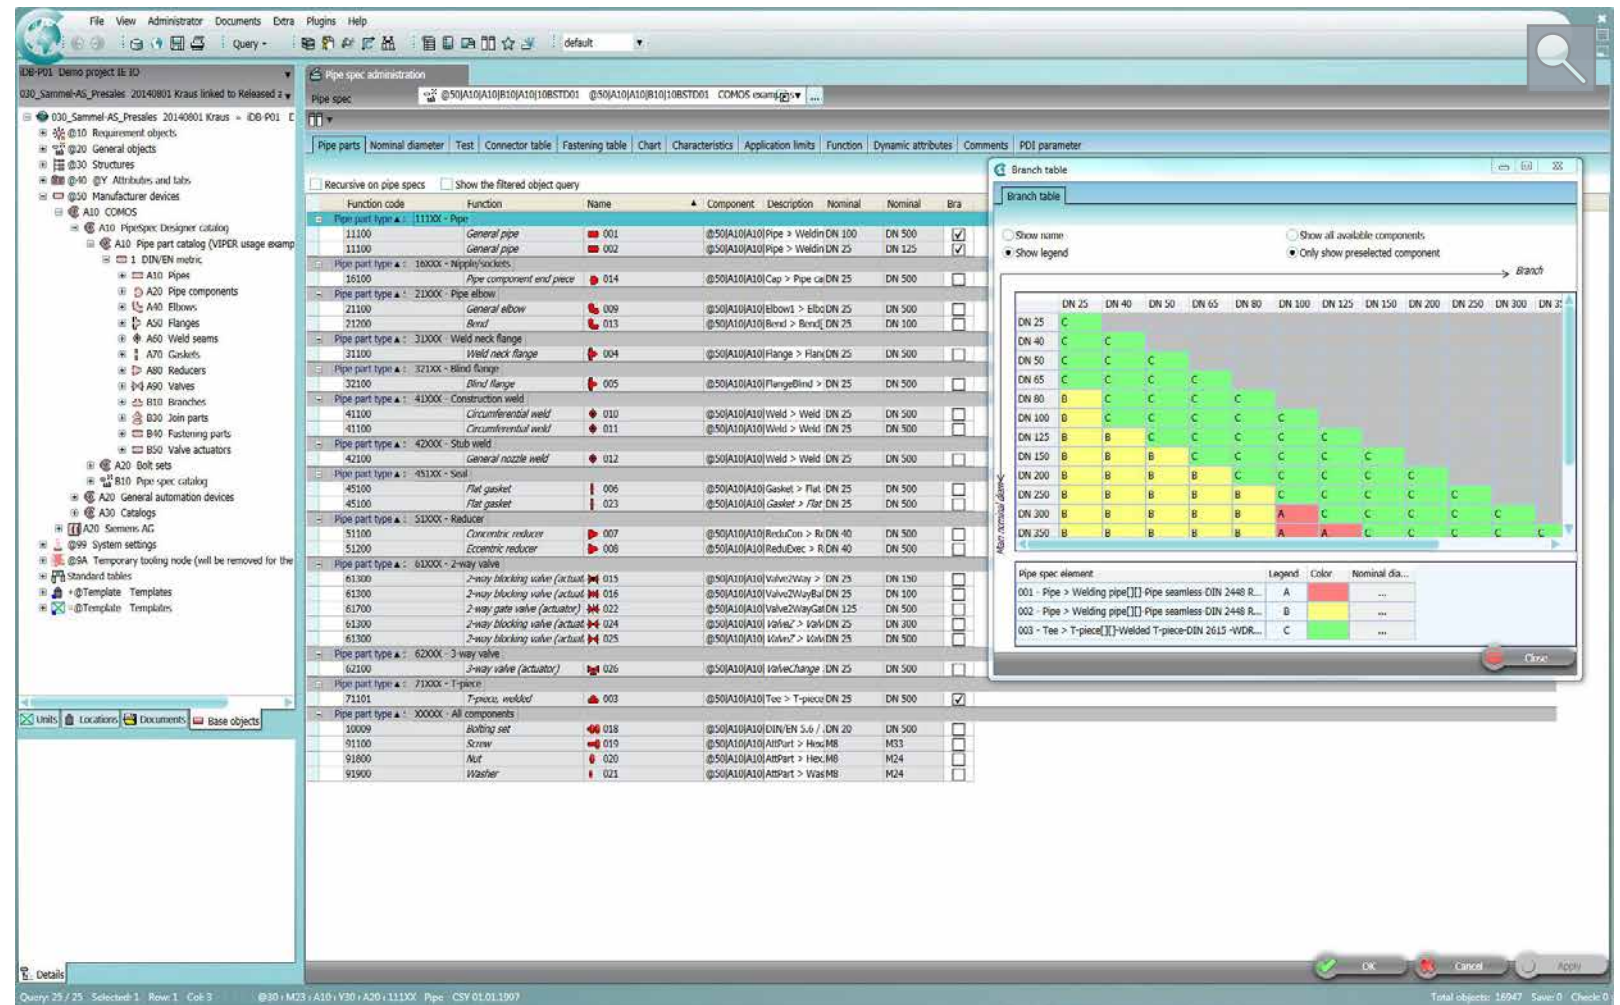 File View Administrator Documents Extra Plugins Help
Query
default
iDB-P01 Demo project IE IO
030_Sammel-AS_Presales 20140801 Kraus linked to Released a
030_Sammel-AS_Presales 20140801 Kraus
@10 Requirement objects
@20 General objects
@30 Structures
@40 @Y Attributes and tabs
@50 Manufacturer devices
A10 COMOS
A10 PipeSpec Designer catalog
A10 Pipe part catalog (VIPER usage examp
1 DIN/EN metric
A10 Pipes
A20 Pipe components
A40 Elbows
A50 Flanges
A60 Weld seams
A70 Gaskets
A80 Reducers
A90 Valves
B10 Branches
B30 Join parts
B40 Fastening parts
B50 Valve actuators
A20 Bolt sets
B10 Pipe spec catalog
A20 General automation devices
A30 Catalogs
A20 Siemens AG
@99 System settings
@9A Temporary tooling node (will be removed for the
Standard tables
@Template Templates
@Template Templates
Units Locations Documents Base objects
Details
Pipe spec administration
Pipe spec @50|A10|A10|B10|A10|10BSTD01 @50|A10|A10|B10|10BSTD01 COMOS
Pipe parts Nominal diameter Test Connector table Fastening table Chart Characteristics Application limits Function Dynamic attributes Comments PDI parameter
Recursive on pipe specs Show the filtered object query
Function code Function Name Component Description Nominal Nominal Bra
Pipe part type : 111XX - Pipe
11100 General pipe 001 @50|A10|A10| Pipe > Weldin DN 100 DN 500
11100 General pipe 002 @50|A10|A10| Pipe > Weldin DN 25 DN 125
Pipe part type : 16XXX - Nipple/sockets
16100 Pipe component end piece 014 @50|A10|A10| Cap > Pipe ca DN 25 DN 500
Pipe part type : 21XXX - Pipe elbow
21100 General elbow 009 @50|A10|A10| Elbow1 > Elbo DN 25 DN 500
21200 Bend 013 @50|A10|A10| Bend > Bend[ DN 25 DN 100
Pipe part type : 31XXX - Weld neck flange
31100 Weld neck flange 004 @50|A10|A10| Flange > Flan DN 25 DN 500
Pipe part type : 321XX - Blind flange
32100 Blind flange 005 @50|A10|A10| FlangeBlind > DN 25 DN 500
Pipe part type : 41XXX - Construction weld
41100 Circumferential weld 010 @50|A10|A10| Weld > Weld DN 25 DN 500
41100 Circumferential weld 011 @50|A10|A10| Weld > Weld DN 25 DN 500
Pipe part type : 42XXX - Stub weld
42100 General nozzle weld 012 @50|A10|A10| Weld > Weld DN 25 DN 500
Pipe part type : 451XX - Seal
45100 Flat gasket 006 @50|A10|A10| Gasket > Flat DN 25 DN 500
45100 Flat gasket 023 @50|A10|A10| Gasket > Flat DN 25 DN 500
Pipe part type : 51XXX - Reducer
51100 Concentric reducer 007 @50|A10|A10| ReduCon > Re DN 40 DN 500
51200 Eccentric reducer 008 @50|A10|A10| ReduExec > R DN 40 DN 500
Pipe part type : 61XXX - 2-way valve
61300 2-way blocking valve (actuat 015 @50|A10|A10| Valve2Way > DN 25 DN 150
61300 2-way blocking valve (actuat 016 @50|A10|A10| Valve2WayBal DN 25 DN 100
61700 2-way gate valve (actuator) 022 @50|A10|A10| Valve2WayGat DN 125 DN 500
61300 2-way blocking valve (actuat 024 @50|A10|A10| Valve2 > Valv DN 25 DN 300
61300 2-way blocking valve (actuat 025 @50|A10|A10| Valve2 > Valv DN 25 DN 500
Pipe part type : 62XXX - 3-way valve
62100 3-way valve (actuator) 026 @50|A10|A10| ValveChange DN 25 DN 500
Pipe part type : 71XXX - T-piece
71101 T-piece, welded 003 @50|A10|A10| Tee > T-piece DN 25 DN 500
Pipe part type : XXXXX - All components
10009 Bolting set 018 @50|A10|A10| DIN/EN 5.6 / DN 20 DN 500
91100 Screw 019 @50|A10|A10| AttPart > Hex M8 M33
91800 Nut 020 @50|A10|A10| AttPart > Hex M8 M24
91900 Washer 021 @50|A10|A10| AttPart > Was M8 M24
Branch table
Branch table
Show name Show all available components
Show legend Only show preselected component
Branch
Main nominal diam
DN 25 DN 40 DN 50 DN 65 DN 80 DN 100 DN 125 DN 150 DN 200 DN 250 DN 300 DN 3
DN 25 C
DN 40 C C
DN 50 C C C
DN 65 C C C C
DN 80 B C C C C
DN 100 B C C C C C
DN 125 B B C C C C C
DN 150 B B B C C C C C
DN 200 B B B B C C C C C
DN 250 B B B B B C C C C C
DN 300 B B B B B A C C C C C
DN 350 B B B B B A A C C C C C
Pipe spec element Legend Color Nominal dia...
001 - Pipe > Welding pipe[][]-Pipe seamless-DIN 2448 R... A ...
002 - Pipe > Welding pipe[][]-Pipe seamless-DIN 2448 R... B ...
003 - Tee > T-piece[][]-Welded T-piece-DIN 2615 -WDR... C ...
Close
OK Cancel Apply
Query: 25 / 25 Selected: 1 Row: 1 Col: 3 @30 › M23 › A10 › Y30 › A20 › 111XX Pipe CSV 01.01.1997 Total objects: 16947 Save: 0 Check: 0